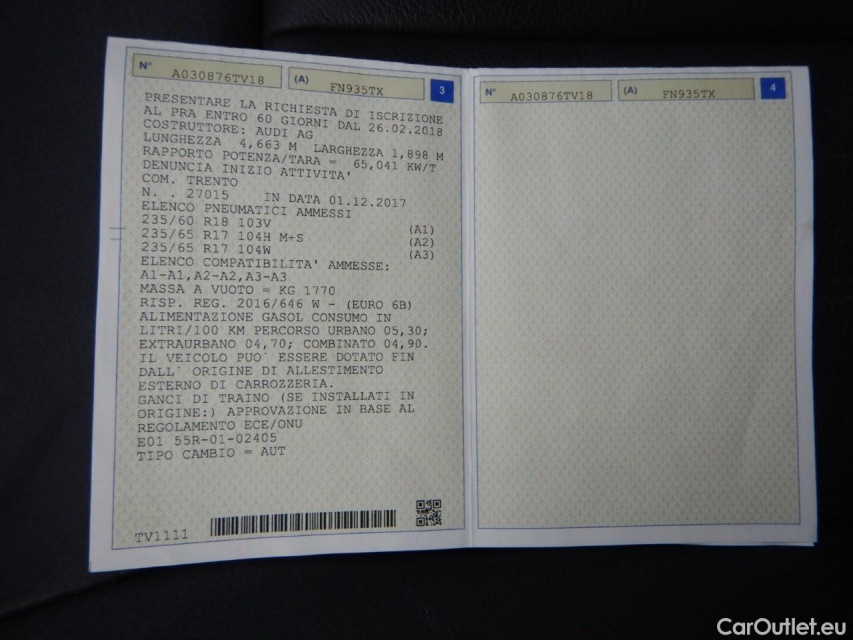 N° A030876TV18 (A) FN935TX 3
PRESENTARE LA RICHIESTA DI ISCRIZIONE
AL PRA ENTRO 60 GIORNI DAL 26.02.2018
COSTRUTTORE: AUDI AG
LUNGHEZZA 4,663 M LARGHEZZA 1,898 M
RAPPORTO POTENZA/TARA = 65,041 KW/T
DENUNCIA INIZIO ATTIVITA'
COM. TRENTO
N. . 27015 IN DATA 01.12.2017
ELENCO PNEUMATICI AMMESSI
235/60 R18 103V (A1)
235/65 R17 104H M+S (A2)
235/65 R17 104W (A3)
ELENCO COMPATIBILITA' AMMESSE:
A1-A1,A2-A2,A3-A3
MASSA A VUOTO = KG 1770
RISP. REG. 2016/646 W - (EURO 6B)
ALIMENTAZIONE GASOL CONSUMO IN
LITRI/100 KM PERCORSO URBANO 05,30;
EXTRAURBANO 04,70; COMBINATO 04,90.
IL VEICOLO PUO` ESSERE DOTATO FIN
DALL` ORIGINE DI ALLESTIMENTO
ESTERNO DI CARROZZERIA.
GANCI DI TRAINO (SE INSTALLATI IN
ORIGINE:) APPROVAZIONE IN BASE AL
REGOLAMENTO ECE/ONU
E01 55R-01-02405
TIPO CAMBIO = AUT
TV1111
N° A030876TV18 (A) FN935TX 4
CarOutlet.eu